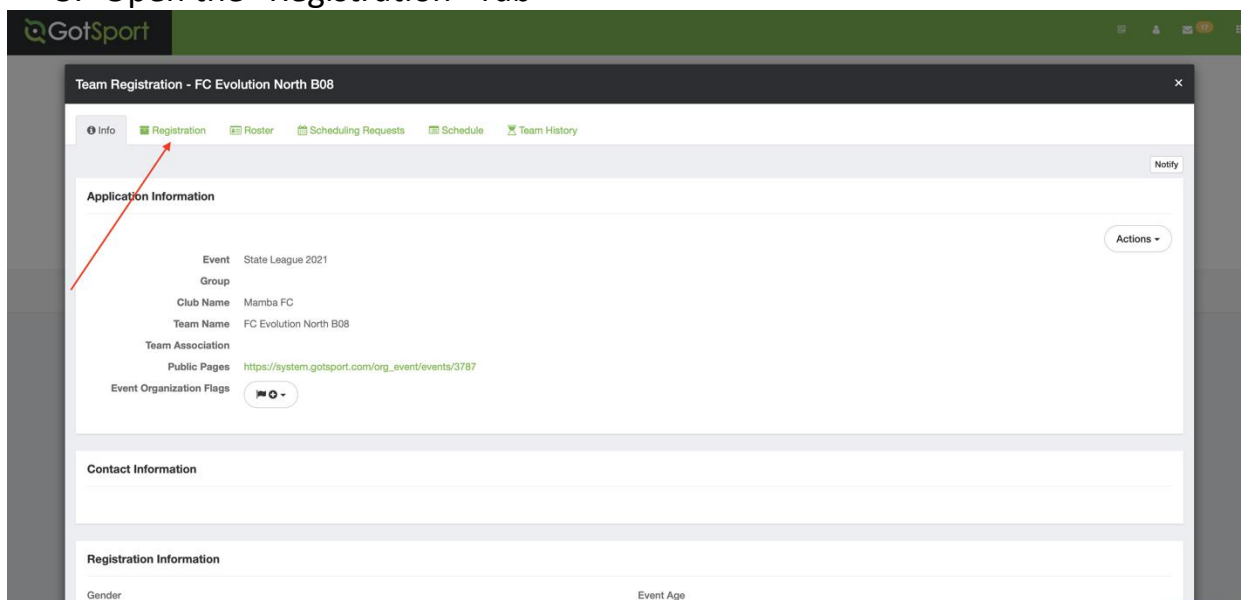 Open the "Registration" Tab
GotSport
17
Team Registration - FC Evolution North B08
×
Info Registration Roster Scheduling Requests Schedule Team History
Notify
Application Information
Actions
Event State League 2021
Group
Club Name Mamba FC
Team Name FC Evolution North B08
Team Association
Public Pages https://system.gotsport.com/org_event/events/3787
Event Organization Flags
Contact Information
Registration Information
Gender Event Age